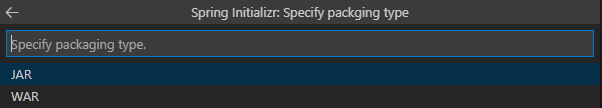 Spring Initializr: Specify packging type
Specify packaging type.
JAR
WAR